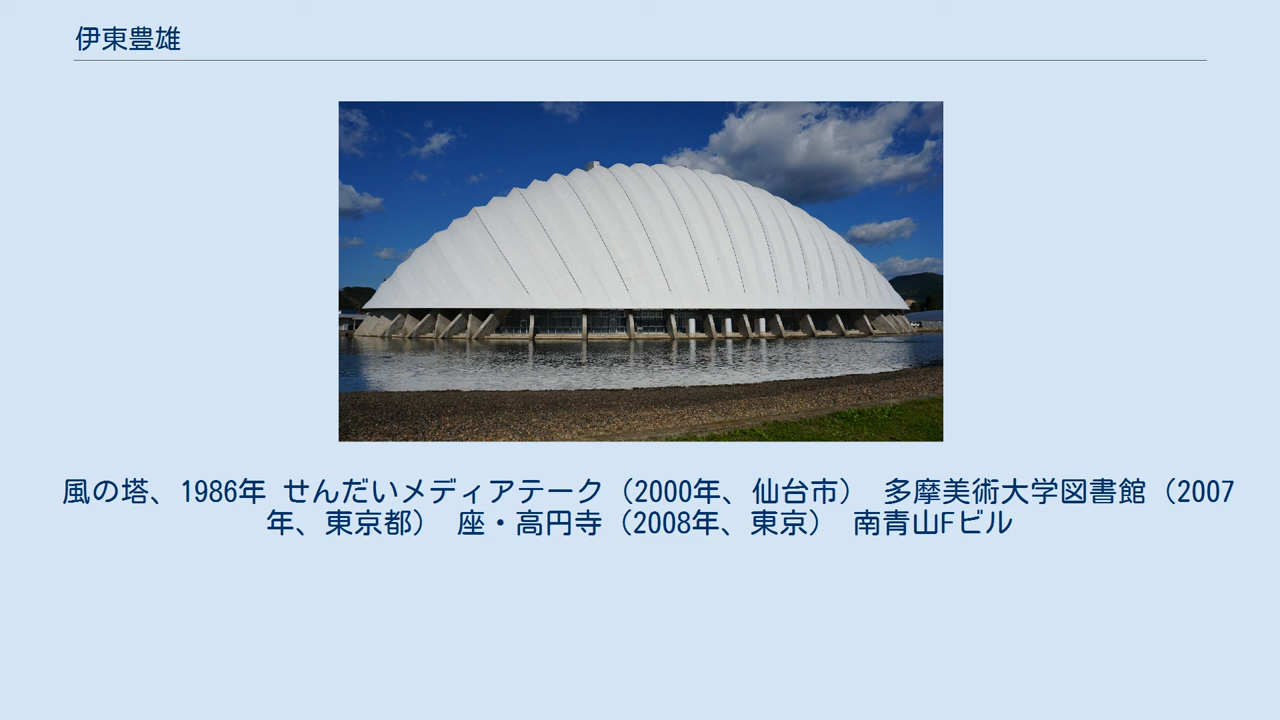 伊東豊雄
風の塔、1986年 せんだいメディアテーク（2000年、仙台市） 多摩美術大学図書館（2007
年、東京都） 座・高円寺（2008年、東京） 南青山Fビル